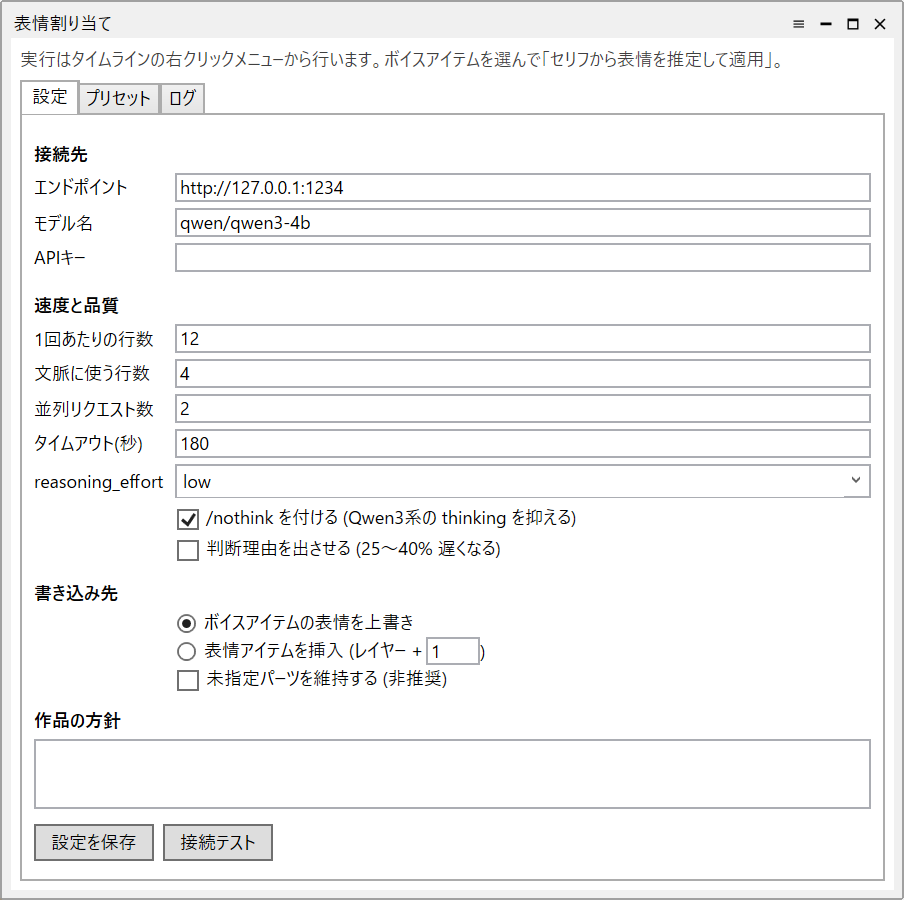 表情割り当て
実行はタイムラインの右クリックメニューから行います。ボイスアイテムを選んで「セリフから表情を推定して適用」。
設定 プリセット ログ
接続先
エンドポイント http://127.0.0.1:1234
モデル名 qwen/qwen3-4b
APIキー
速度と品質
1回あたりの行数 12
文脈に使う行数 4
並列リクエスト数 2
タイムアウト(秒) 180
reasoning_effort low
/nothink を付ける (Qwen3系の thinking を抑える)
判断理由を出させる (25～40% 遅くなる)
書き込み先
ボイスアイテムの表情を上書き
表情アイテムを挿入 (レイヤー + 1)
未指定パーツを維持する (非推奨)
作品の方針
設定を保存 接続テスト